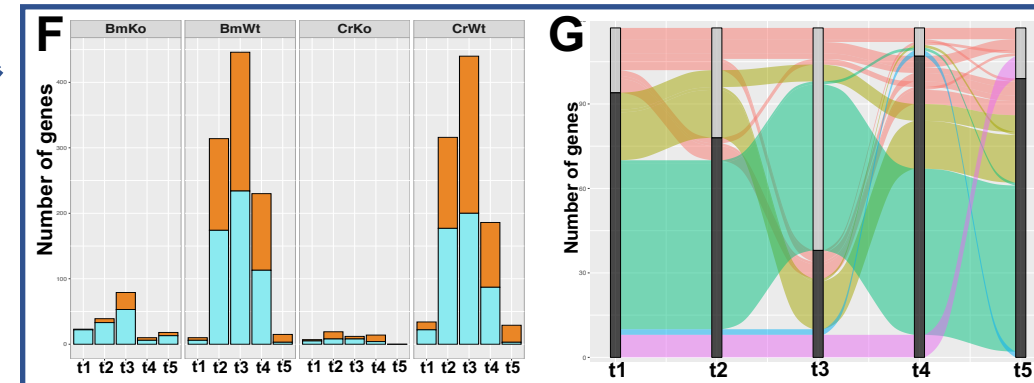 F
BmKo BmWt CrKo CrWt
Number of genes
400
300
200
100
0
t1 t2 t3 t4 t5 t1 t2 t3 t4 t5 t1 t2 t3 t4 t5 t1 t2 t3 t4 t5
G
Number of genes
90
60
30
0
t1 t2 t3 t4 t5